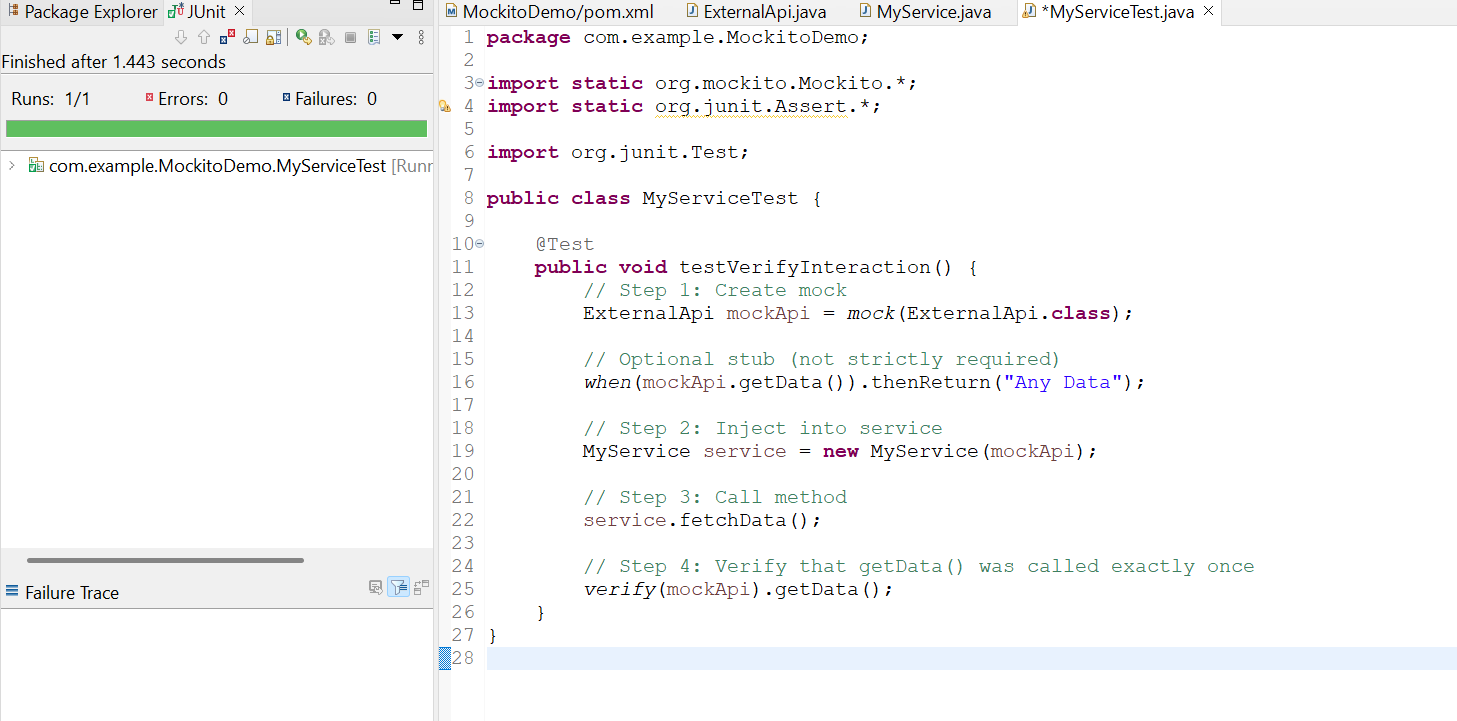 Package Explorer JUnit
Finished after 1.443 seconds
Runs: 1/1 Errors: 0 Failures: 0
com.example.MockitoDemo.MyServiceTest [Runr
Failure Trace
MockitoDemo/pom.xml ExternalApi.java MyService.java *MyServiceTest.java
1 package com.example.MockitoDemo;
2
3 import static org.mockito.Mockito.*;
4 import static org.junit.Assert.*;
5
6 import org.junit.Test;
7
8 public class MyServiceTest {
9
10 @Test
11 public void testVerifyInteraction() {
12 // Step 1: Create mock
13 ExternalApi mockApi = mock(ExternalApi.class);
14
15 // Optional stub (not strictly required)
16 when(mockApi.getData()).thenReturn("Any Data");
17
18 // Step 2: Inject into service
19 MyService service = new MyService(mockApi);
20
21 // Step 3: Call method
22 service.fetchData();
23
24 // Step 4: Verify that getData() was called exactly once
25 verify(mockApi).getData();
26 }
27 }
28